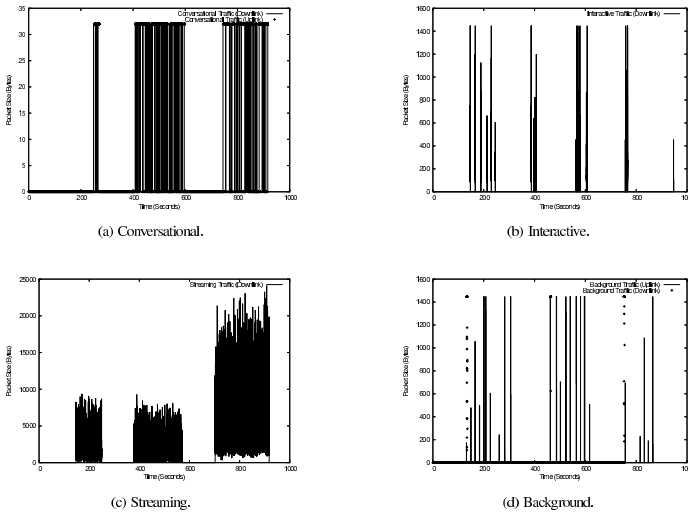 35
30
25
20
15
10
5
0
Packet Size (Bytes)
Conversational Traffic (Downlink)
Conversational Traffic (Uplink)
0 200 400 600 800 1000
Time (Seconds)
(a) Conversational.
1600
1400
1200
1000
800
600
400
200
0
Packet Size (Bytes)
Interactive Traffic (Downlink)
0 200 400 600 800 100
Time (Seconds)
(b) Interactive.
25000
20000
15000
10000
5000
0
Packet Size (Bytes)
Streaming Traffic (Downlink)
0 200 400 600 800 1000
Time (Seconds)
(c) Streaming.
1600
1400
1200
1000
800
600
400
200
0
Packet Size (Bytes)
Background Traffic (Uplink)
Background Traffic (Downlink)
0 200 400 600 800 100
Time (Seconds)
(d) Background.